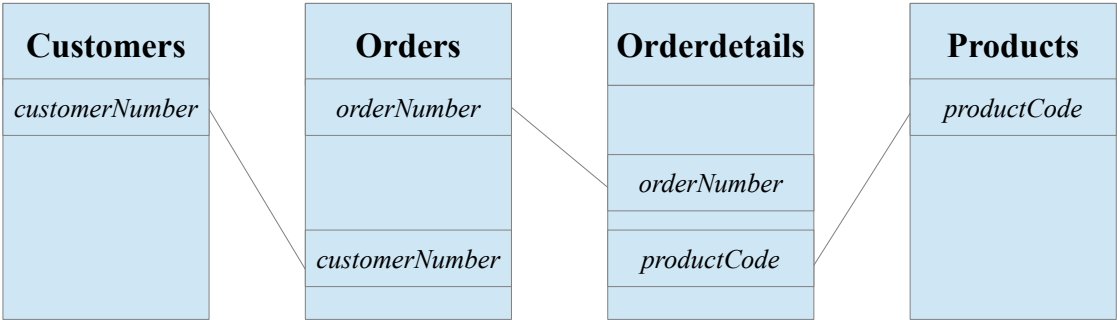 Customers
customerNumber
Orders
orderNumber
customerNumber
Orderdetails
orderNumber
productCode
Products
productCode